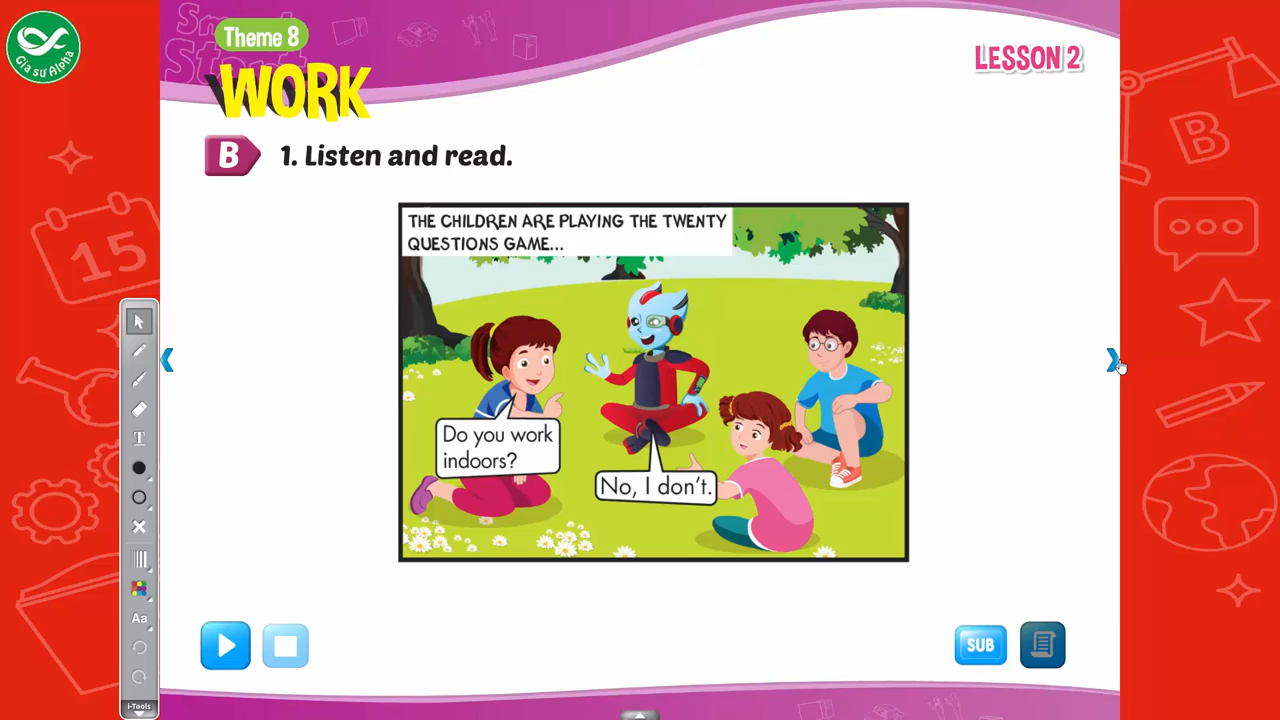 Gia sư Alpha
Theme 8
WORK
LESSON 2
B 1. Listen and read.
THE CHILDREN ARE PLAYING THE TWENTY
QUESTIONS GAME...
Do you work
indoors?
No, I don't.
SUB
15
B
T
Aa
i-Tools